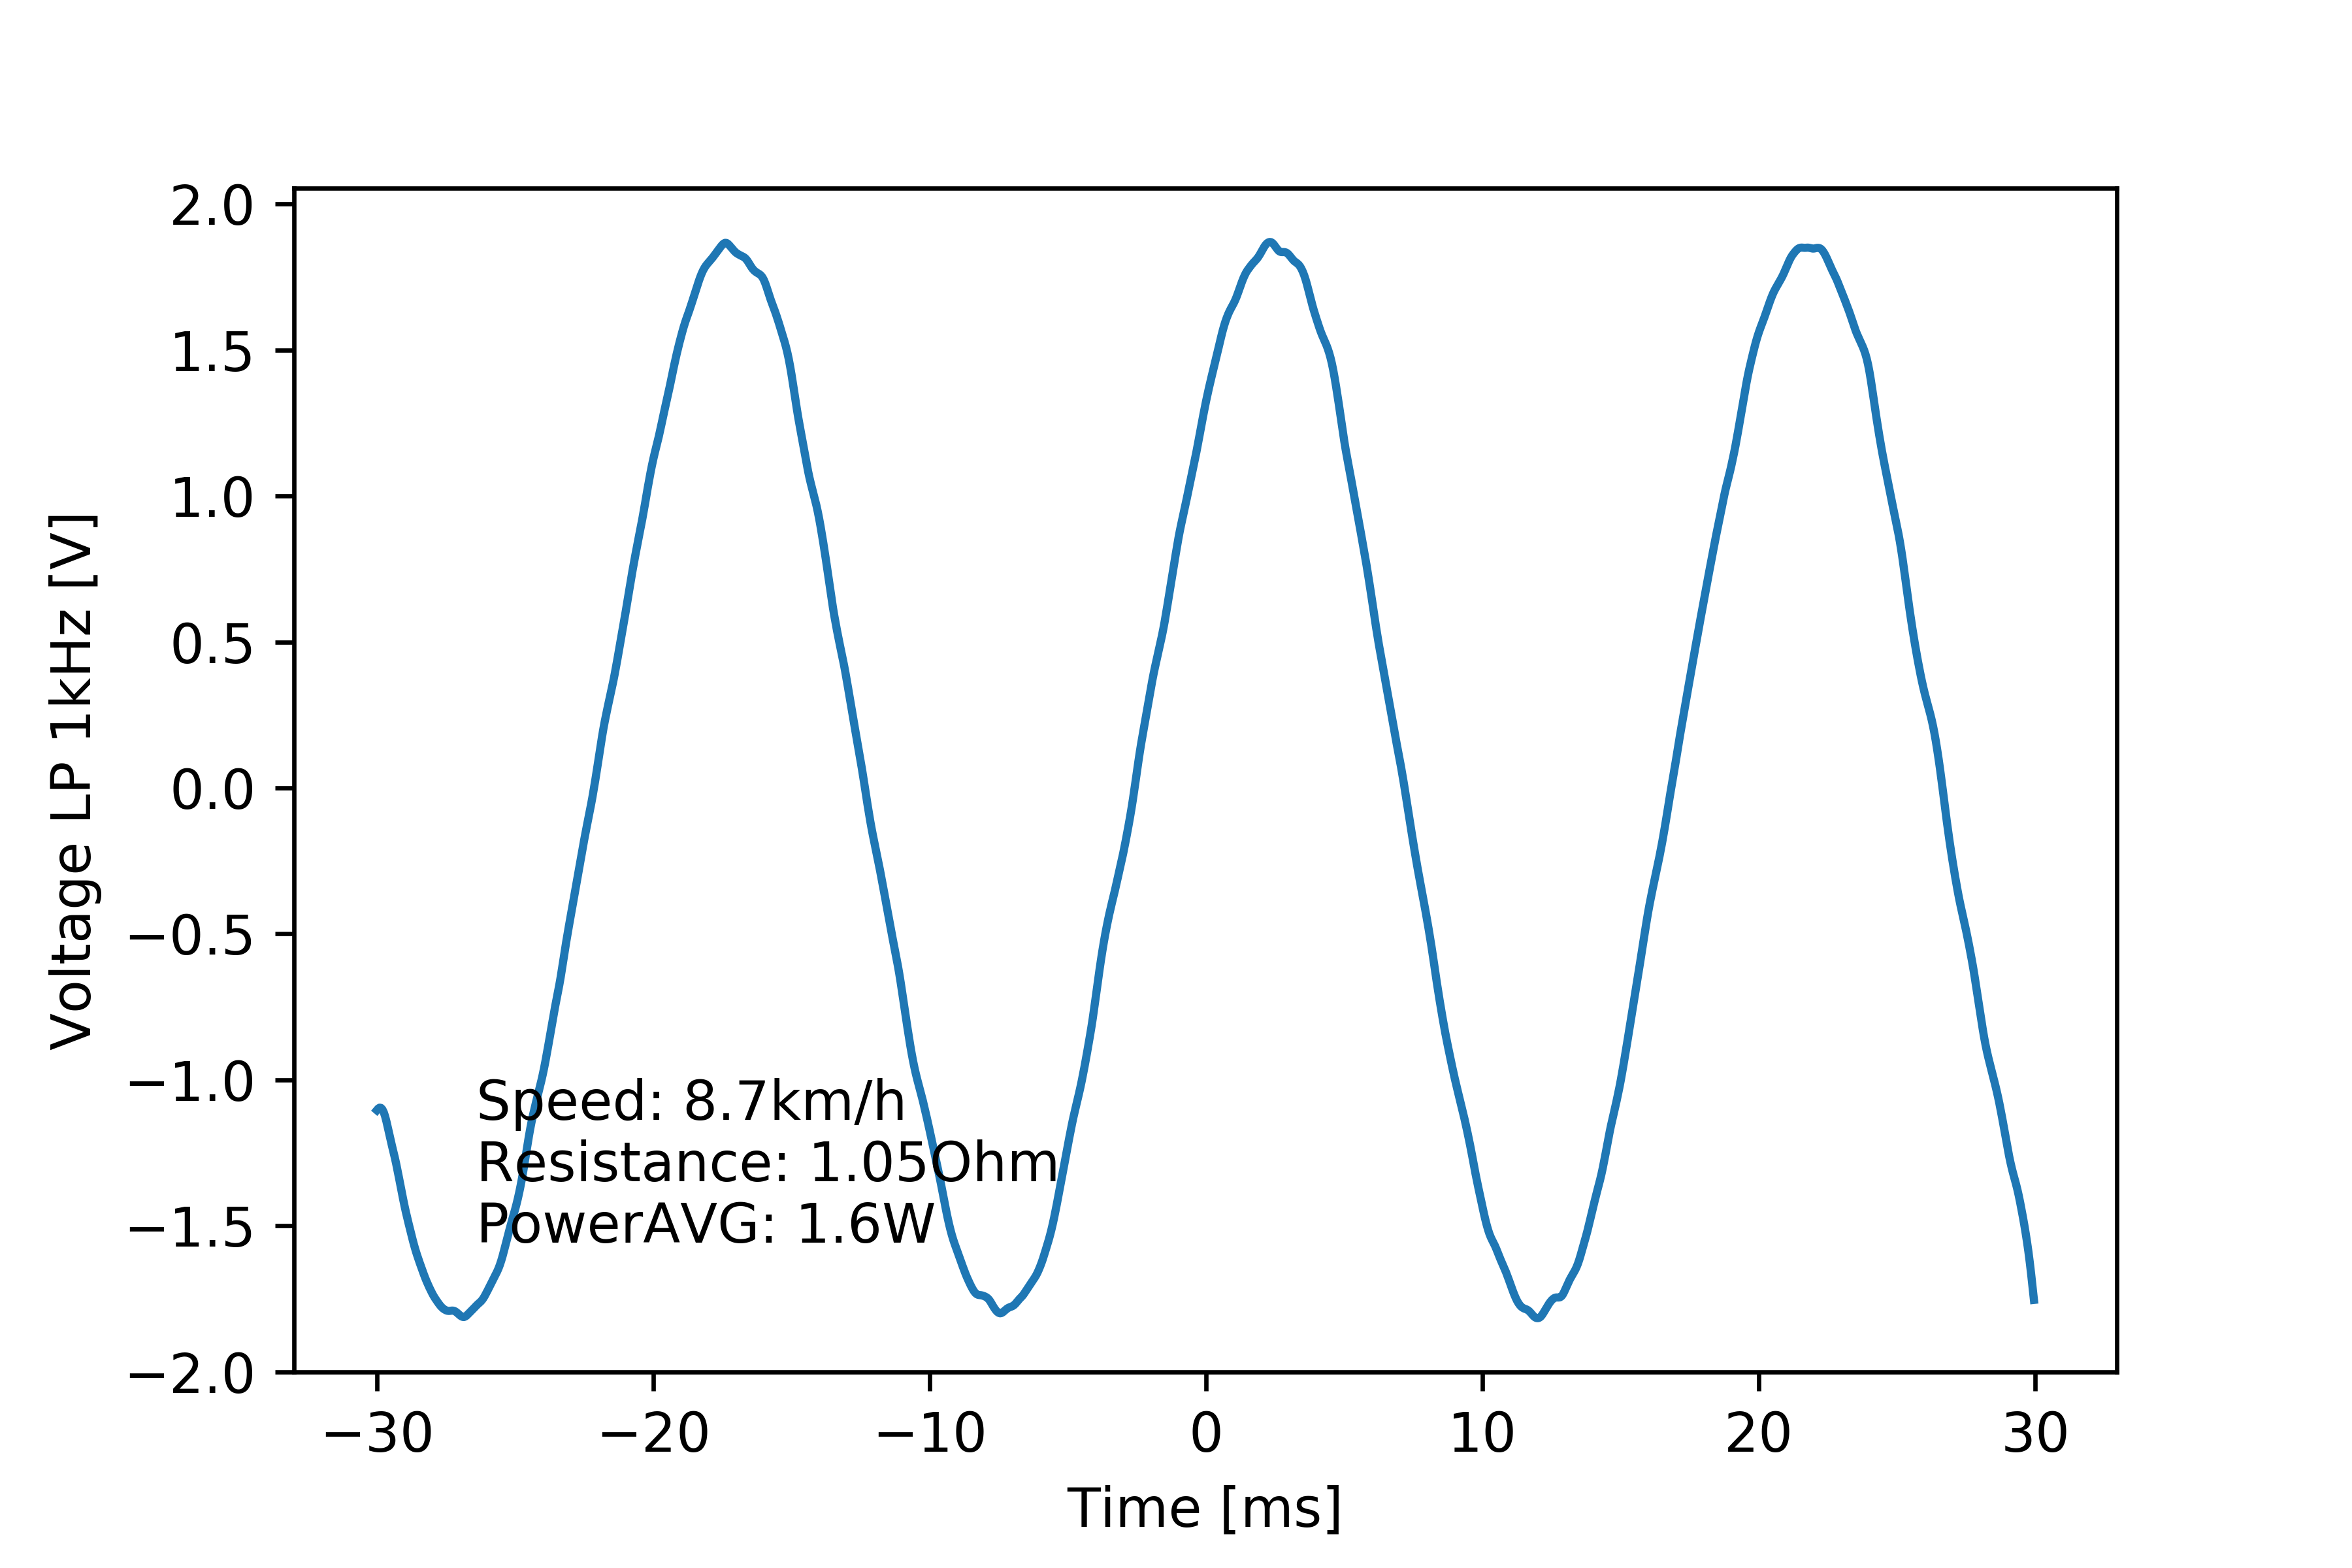 2.0
1.5
1.0
0.5
0.0
−0.5
−1.0
−1.5
−2.0
Voltage LP 1kHz [V]
Speed: 8.7km/h
Resistance: 1.05Ohm
PowerAVG: 1.6W
−30 −20 −10 0 10 20 30
Time [ms]